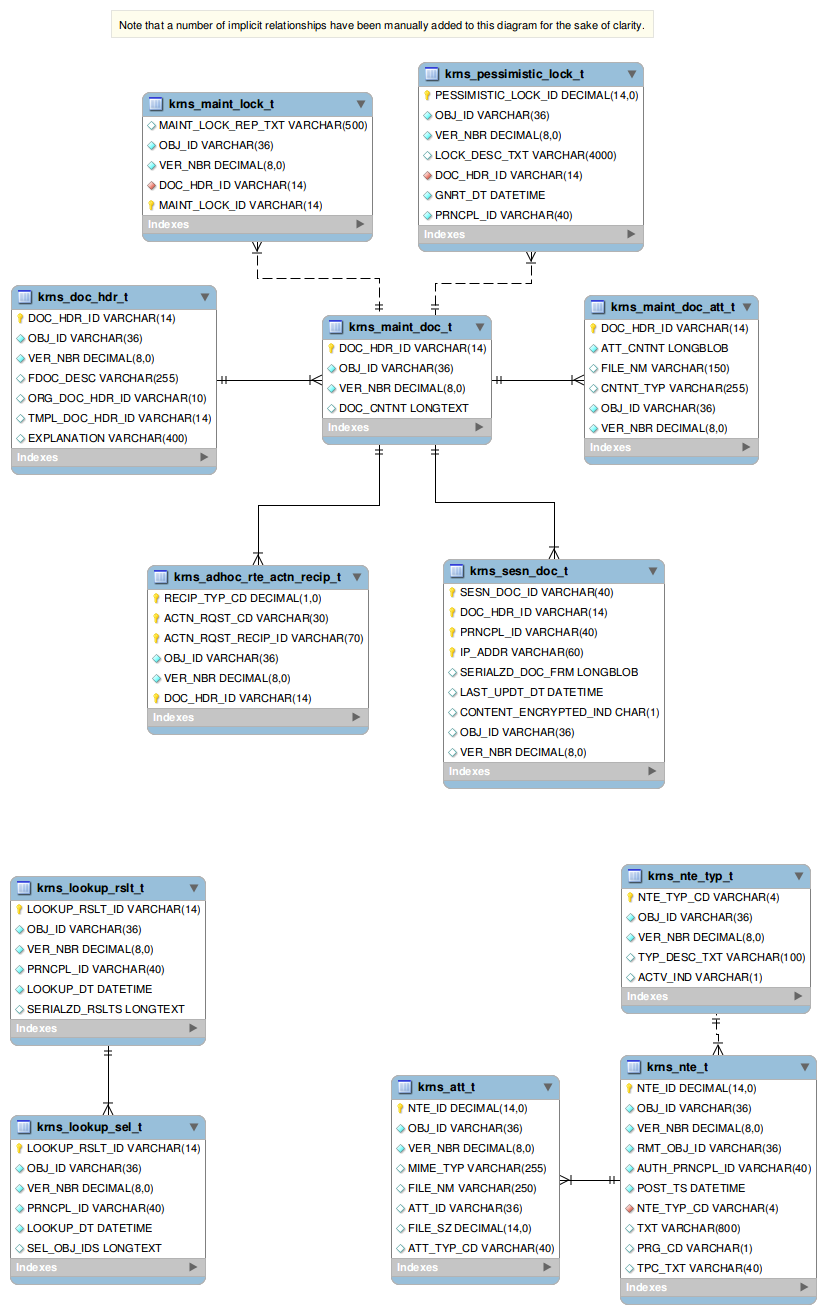 Note that a number of implicit relationships have been manually added to this diagram for the sake of clarity.
krns_maint_lock_t
MAINT_LOCK_REP_TXT VARCHAR(500)
OBJ_ID VARCHAR(36)
VER_NBR DECIMAL(8,0)
DOC_HDR_ID VARCHAR(14)
MAINT_LOCK_ID VARCHAR(14)
Indexes
krns_pessimistic_lock_t
PESSIMISTIC_LOCK_ID DECIMAL(14,0)
OBJ_ID VARCHAR(36)
VER_NBR DECIMAL(8,0)
LOCK_DESC_TXT VARCHAR(4000)
DOC_HDR_ID VARCHAR(14)
GNRT_DT DATETIME
PRNCPL_ID VARCHAR(40)
Indexes
krns_doc_hdr_t
DOC_HDR_ID VARCHAR(14)
OBJ_ID VARCHAR(36)
VER_NBR DECIMAL(8,0)
FDOC_DESC VARCHAR(255)
ORG_DOC_HDR_ID VARCHAR(10)
TMPL_DOC_HDR_ID VARCHAR(14)
EXPLANATION VARCHAR(400)
Indexes
krns_maint_doc_t
DOC_HDR_ID VARCHAR(14)
OBJ_ID VARCHAR(36)
VER_NBR DECIMAL(8,0)
DOC_CNTNT LONGTEXT
Indexes
krns_maint_doc_att_t
DOC_HDR_ID VARCHAR(14)
ATT_CNTNT LONGBLOB
FILE_NM VARCHAR(150)
CNTNT_TYP VARCHAR(255)
OBJ_ID VARCHAR(36)
VER_NBR DECIMAL(8,0)
Indexes
krns_adhoc_rte_actn_recip_t
RECIP_TYP_CD DECIMAL(1,0)
ACTN_RQST_CD VARCHAR(30)
ACTN_RQST_RECIP_ID VARCHAR(70)
OBJ_ID VARCHAR(36)
VER_NBR DECIMAL(8,0)
DOC_HDR_ID VARCHAR(14)
Indexes
krns_sesn_doc_t
SESN_DOC_ID VARCHAR(40)
DOC_HDR_ID VARCHAR(14)
PRNCPL_ID VARCHAR(40)
IP_ADDR VARCHAR(60)
SERIALZD_DOC_FRM LONGBLOB
LAST_UPDT_DT DATETIME
CONTENT_ENCRYPTED_IND CHAR(1)
OBJ_ID VARCHAR(36)
VER_NBR DECIMAL(8,0)
Indexes
krns_lookup_rslt_t
LOOKUP_RSLT_ID VARCHAR(14)
OBJ_ID VARCHAR(36)
VER_NBR DECIMAL(8,0)
PRNCPL_ID VARCHAR(40)
LOOKUP_DT DATETIME
SERIALZD_RSLTS LONGTEXT
Indexes
krns_lookup_sel_t
LOOKUP_RSLT_ID VARCHAR(14)
OBJ_ID VARCHAR(36)
VER_NBR DECIMAL(8,0)
PRNCPL_ID VARCHAR(40)
LOOKUP_DT DATETIME
SEL_OBJ_IDS LONGTEXT
Indexes
krns_nte_typ_t
NTE_TYP_CD VARCHAR(4)
OBJ_ID VARCHAR(36)
VER_NBR DECIMAL(8,0)
TYP_DESC_TXT VARCHAR(100)
ACTV_IND VARCHAR(1)
Indexes
krns_att_t
NTE_ID DECIMAL(14,0)
OBJ_ID VARCHAR(36)
VER_NBR DECIMAL(8,0)
MIME_TYP VARCHAR(255)
FILE_NM VARCHAR(250)
ATT_ID VARCHAR(36)
FILE_SZ DECIMAL(14,0)
ATT_TYP_CD VARCHAR(40)
Indexes
krns_nte_t
NTE_ID DECIMAL(14,0)
OBJ_ID VARCHAR(36)
VER_NBR DECIMAL(8,0)
RMT_OBJ_ID VARCHAR(36)
AUTH_PRNCPL_ID VARCHAR(40)
POST_TS DATETIME
NTE_TYP_CD VARCHAR(4)
TXT VARCHAR(800)
PRG_CD VARCHAR(1)
TPC_TXT VARCHAR(40)
Indexes